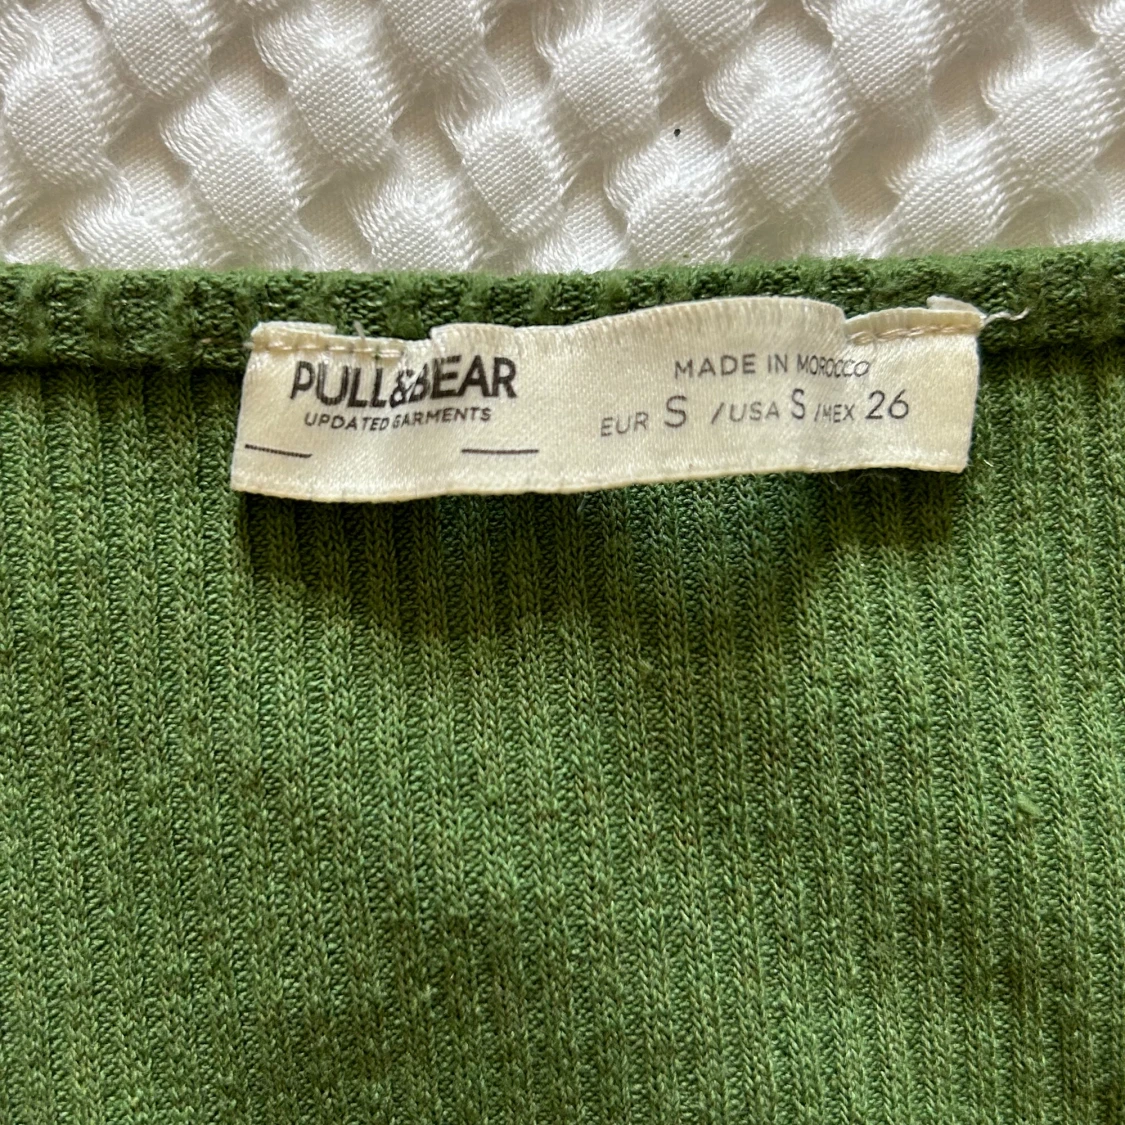 PULL&BEAR
UPDATED GARMENTS
MADE IN MOROCCO
EUR S /USA S /MEX 26